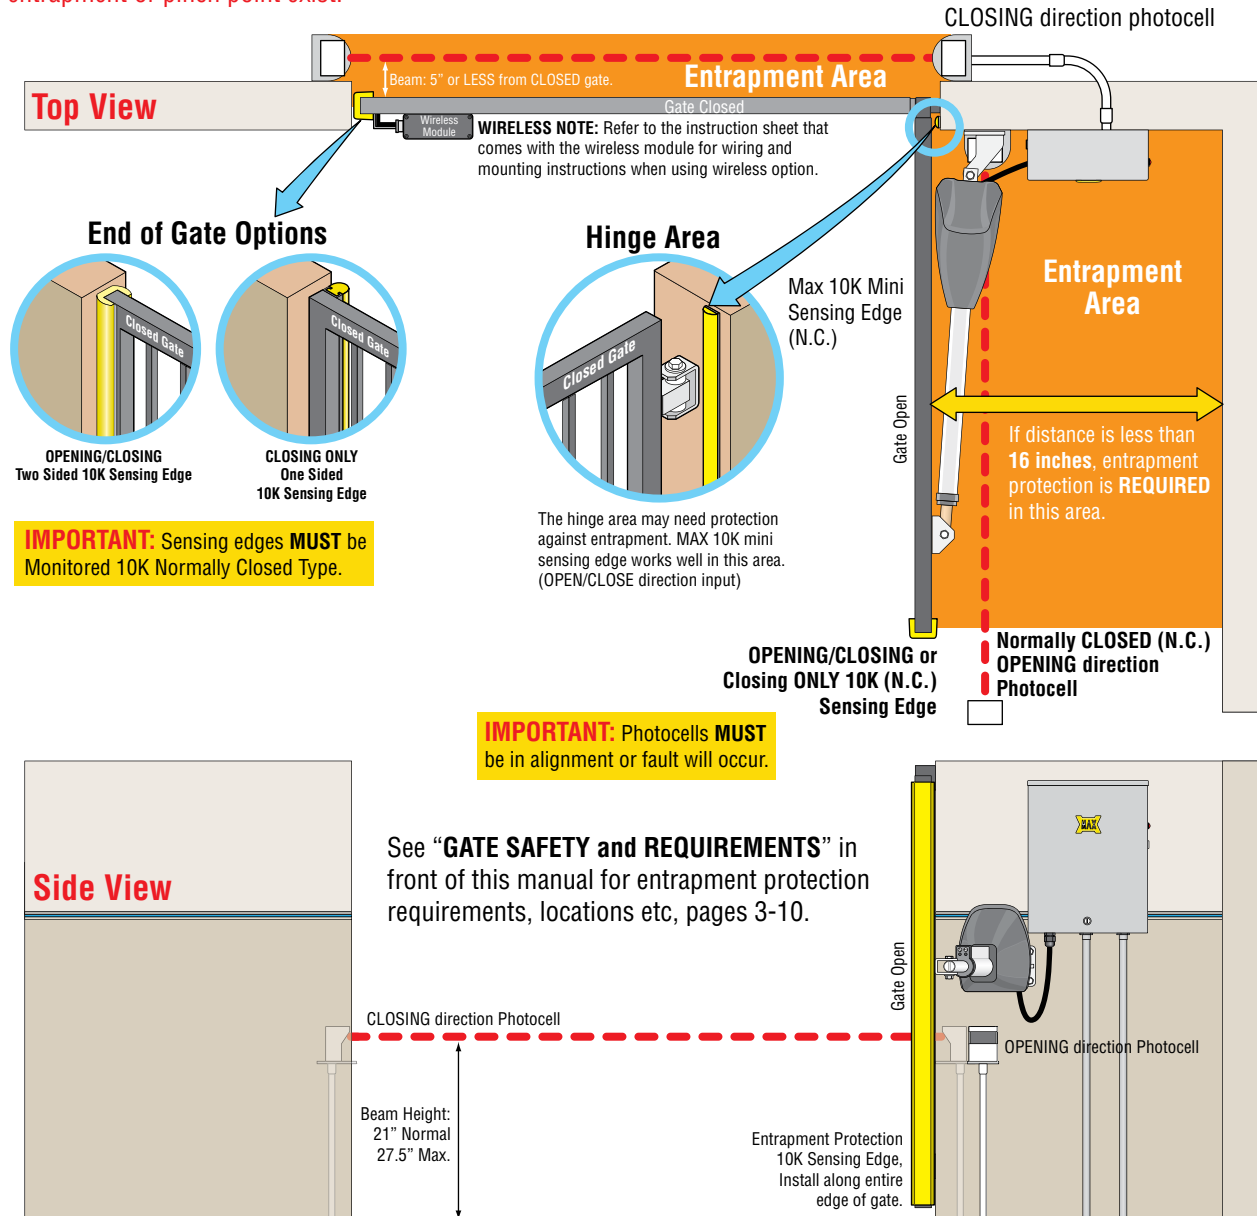 entrapment or pinch point exist.
CLOSING direction photocell
Beam: 5” or LESS from CLOSED gate.
Entrapment Area
Top View
Gate Closed
Wireless
Module
WIRELESS NOTE: Refer to the instruction sheet that
comes with the wireless module for wiring and
mounting instructions when using wireless option.
End of Gate Options
Closed Gate
Closed Gate
OPENING/CLOSING
Two Sided 10K Sensing Edge
CLOSING ONLY
One Sided
10K Sensing Edge
IMPORTANT: Sensing edges MUST be
Monitored 10K Normally Closed Type.
Hinge Area
Closed Gate
Max 10K Mini
Sensing Edge
(N.C.)
The hinge area may need protection
against entrapment. MAX 10K mini
sensing edge works well in this area.
(OPEN/CLOSE direction input)
Gate Open
Entrapment
Area
If distance is less than
16 inches, entrapment
protection is REQUIRED
in this area.
OPENING/CLOSING or
Closing ONLY 10K (N.C.)
Sensing Edge
Normally CLOSED (N.C.)
OPENING direction
Photocell
IMPORTANT: Photocells MUST
be in alignment or fault will occur.
Side View
See “GATE SAFETY and REQUIREMENTS” in
front of this manual for entrapment protection
requirements, locations etc, pages 3-10.
MAX
Gate Open
CLOSING direction Photocell
OPENING direction Photocell
Beam Height:
21” Normal
27.5” Max.
Entrapment Protection
10K Sensing Edge,
Install along entire
edge of gate.